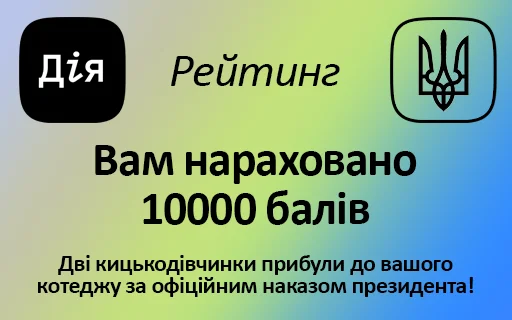 Дія
Рейтинг
Вам нараховано
10000 балів
Дві кицькодівчинки прибули до вашого
котеджу за офіційним наказом президента!